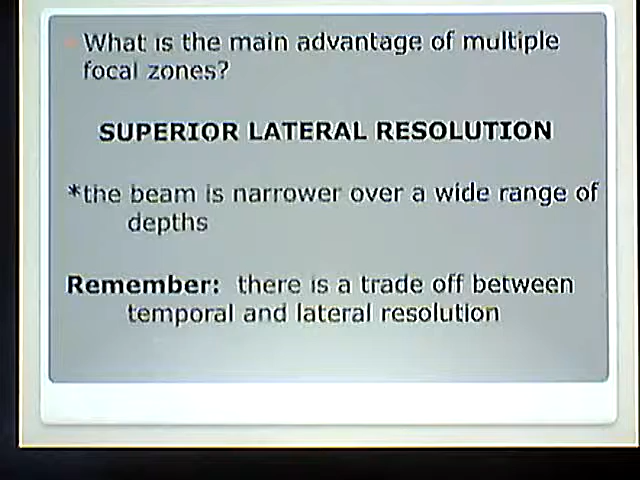 What is the main advantage of multiple
focal zones?
SUPERIOR LATERAL RESOLUTION
*the beam is narrower over a wide range of
depths
Remember: there is a trade off between
temporal and lateral resolution